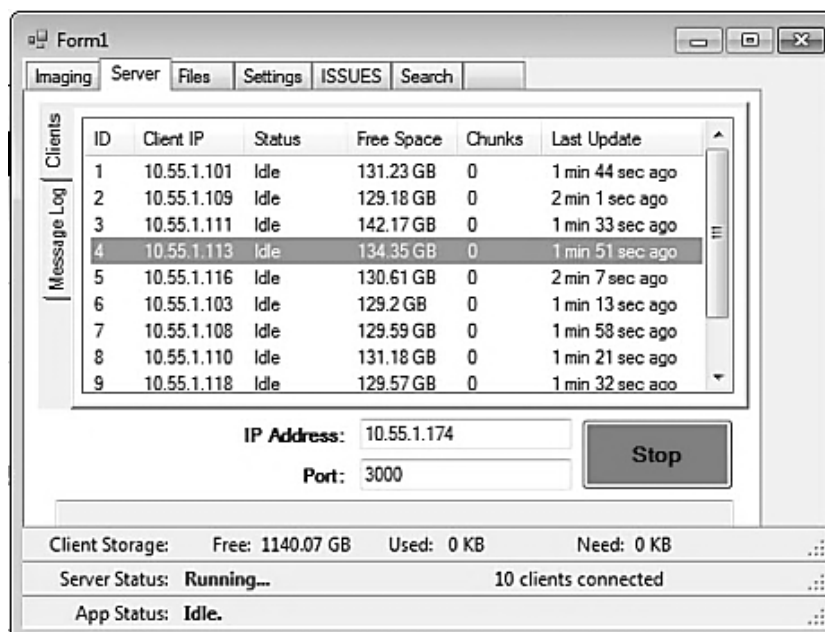 Form1
Imaging Server Files Settings ISSUES Search
Clients
Message Log
ID Client IP Status Free Space Chunks Last Update
1 10.55.1.101 Idle 131.23 GB 0 1 min 44 sec ago
2 10.55.1.109 Idle 129.18 GB 0 2 min 1 sec ago
3 10.55.1.111 Idle 142.17 GB 0 1 min 33 sec ago
4 10.55.1.113 Idle 134.35 GB 0 1 min 51 sec ago
5 10.55.1.116 Idle 130.61 GB 0 2 min 7 sec ago
6 10.55.1.103 Idle 129.2 GB 0 1 min 13 sec ago
7 10.55.1.108 Idle 129.59 GB 0 1 min 58 sec ago
8 10.55.1.110 Idle 131.18 GB 0 1 min 21 sec ago
9 10.55.1.118 Idle 129.57 GB 0 1 min 32 sec ago
IP Address: 10.55.1.174
Port: 3000
Stop
Client Storage: Free: 1140.07 GB Used: 0 KB Need: 0 KB
Server Status: Running... 10 clients connected
App Status: Idle.